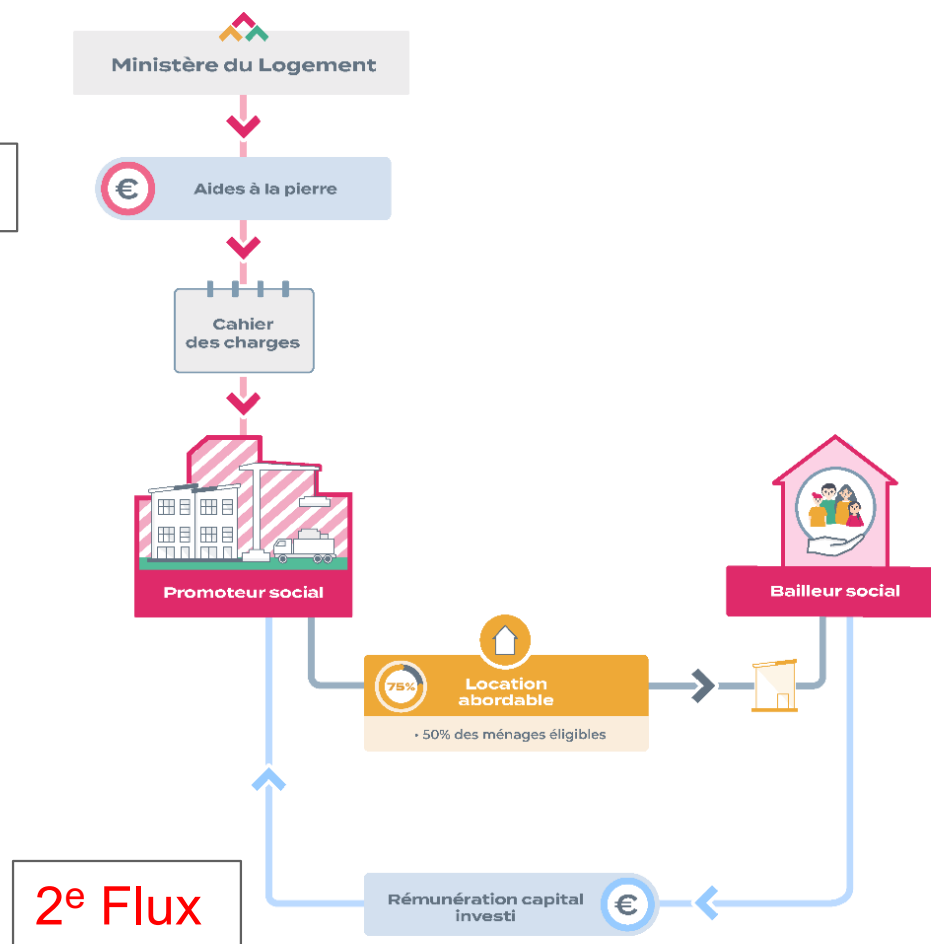 Ministère du Logement
€
Aides à la pierre
Cahier
des charges
Promoteur social
Bailleur social
75%
Location
abordable
• 50% des ménages éligibles
2e Flux
Rémunération capital
investi
€